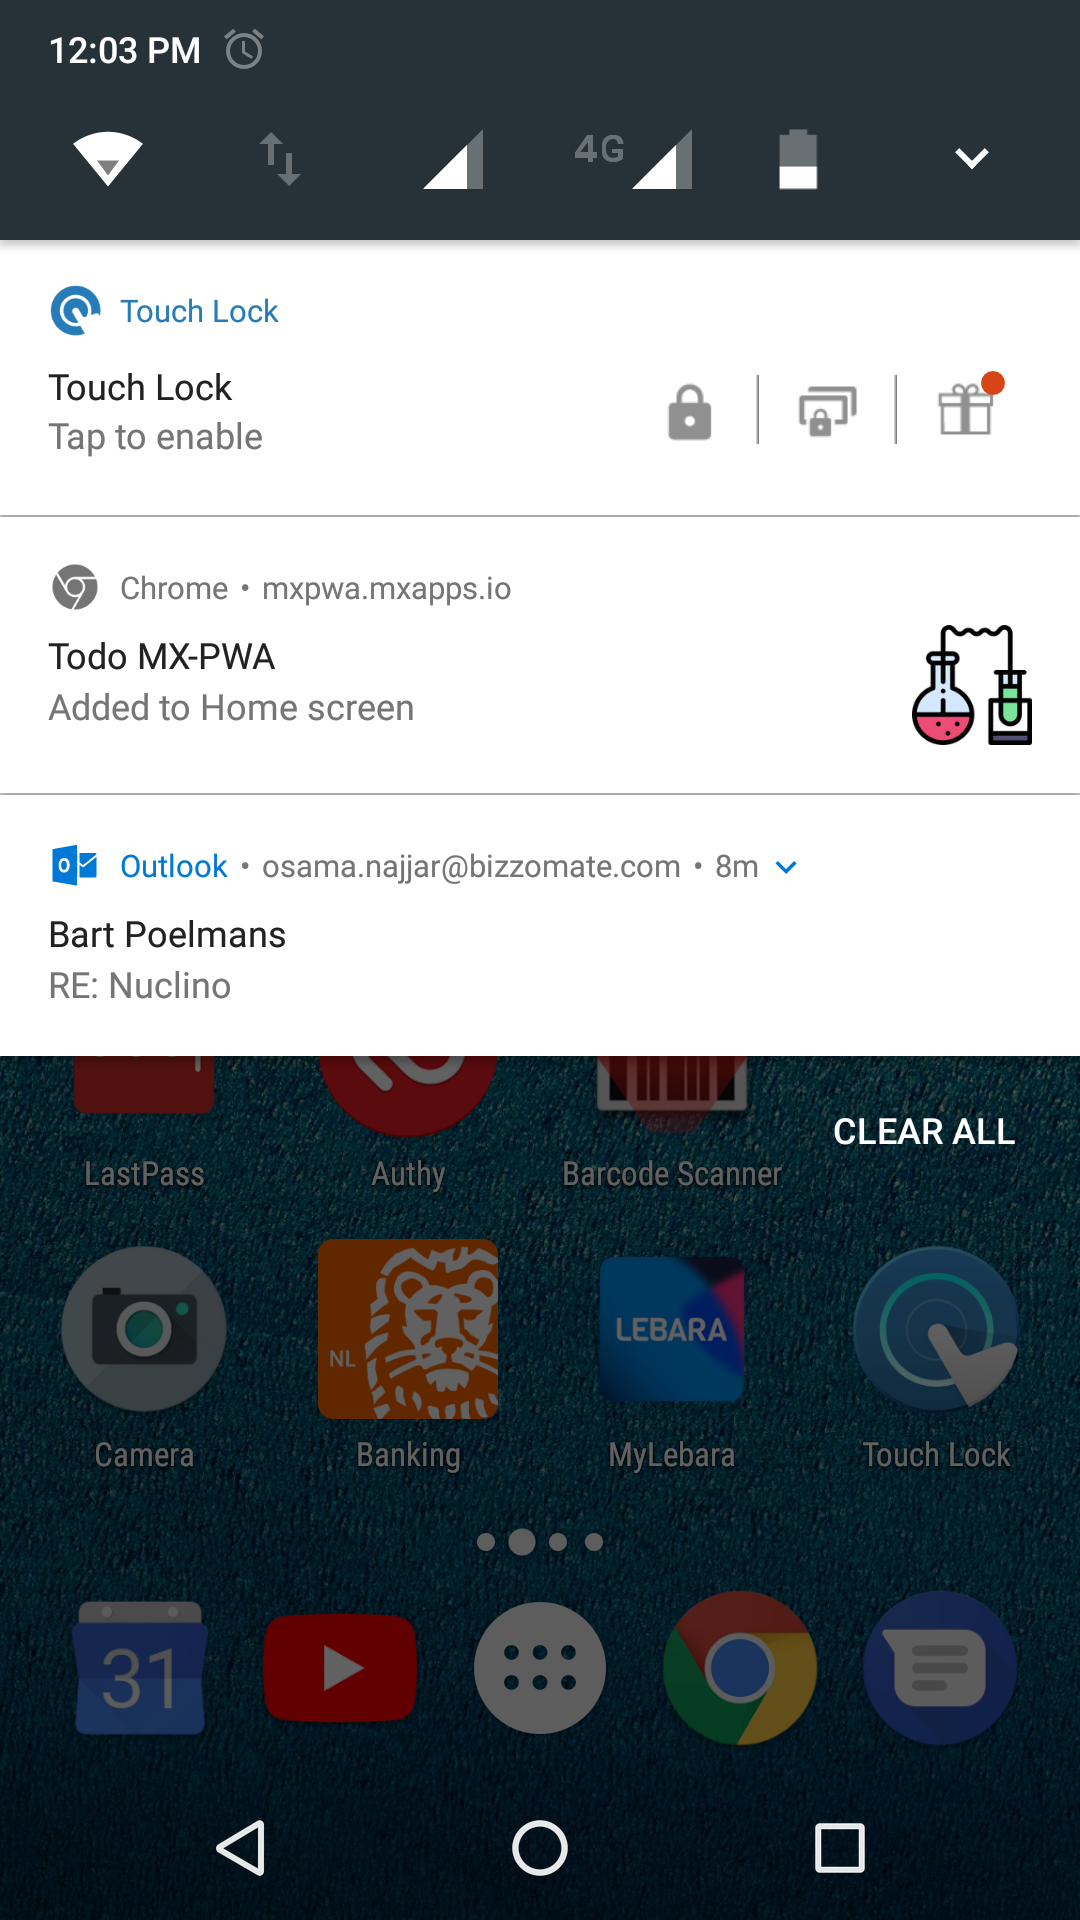 12:03 PM
4G
Touch Lock
Touch Lock
Tap to enable
Chrome • mxpwa.mxapps.io
Todo MX-PWA
Added to Home screen
Outlook • osama.najjar@bizzomate.com • 8m
Bart Poelmans
RE: Nuclino
CLEAR ALL
LastPass Authy Barcode Scanner
NL
LEBARA
Camera Banking MyLebara Touch Lock
31